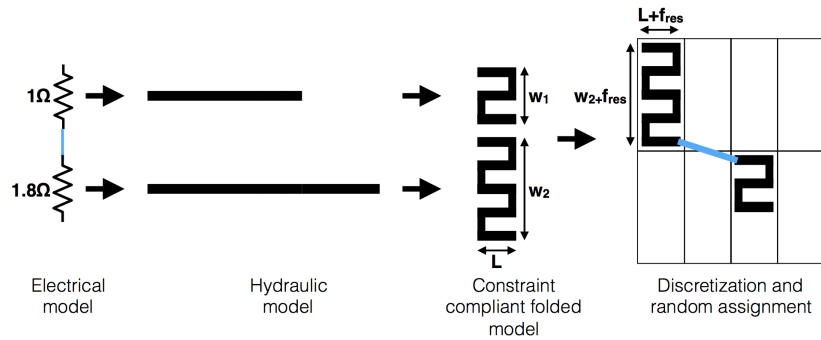 L+fres
1Ω
w1
w2+fres
1.8Ω
w2
L
Electrical
model
Hydraulic
model
Constraint
compliant folded
model
Discretization and
random assignment